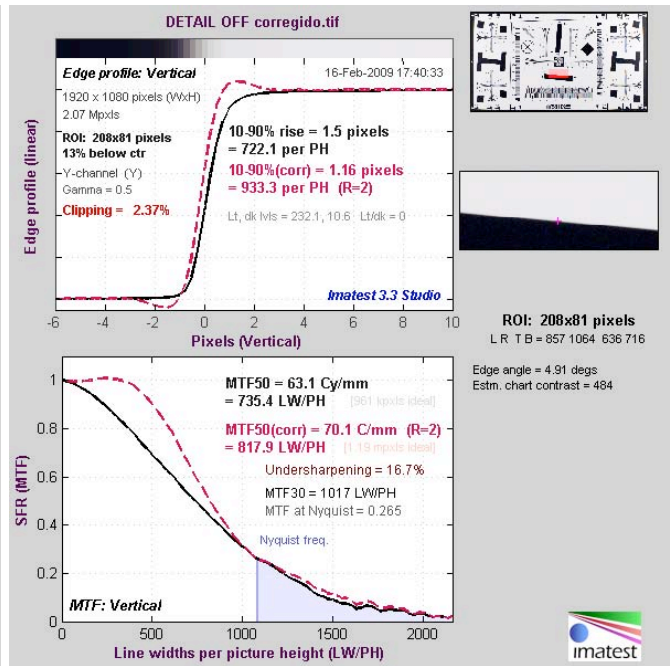 DETAIL OFF corregido.tif
Edge profile: Vertical
16-Feb-2009 17:40:33
1920 x 1080 pixels (WxH)
2.07 Mpxls
ROI: 208x81 pixels
13% below ctr
Y-channel (Y)
Gamma = 0.5
Clipping = 2.37%
10-90% rise = 1.5 pixels
= 722.1 per PH
10-90%(corr) = 1.16 pixels
= 933.3 per PH (R=2)
Lt, dk lvls = 232.1, 10.6 Lt/dk = 0
Imatest 3.3 Studio
Edge profile (linear)
-6 -4 -2 0 2 4 6 8 10
Pixels (Vertical)
ROI: 208x81 pixels
L R T B = 857 1064 636 716
Edge angle = 4.91 degs
Estm. chart contrast = 484
MTF50 = 63.1 Cy/mm
= 735.4 LW/PH [961 kpxls ideal]
MTF50(corr) = 70.1 C/mm (R=2)
= 817.9 LW/PH [1.19 mpxls ideal]
Undersharpening = 16.7%
MTF30 = 1017 LW/PH
MTF at Nyquist = 0.265
Nyquist freq.
MTF: Vertical
SFR (MTF)
1
0.8
0.6
0.4
0.2
0
0 500 1000 1500 2000
Line widths per picture height (LW/PH)
imatest